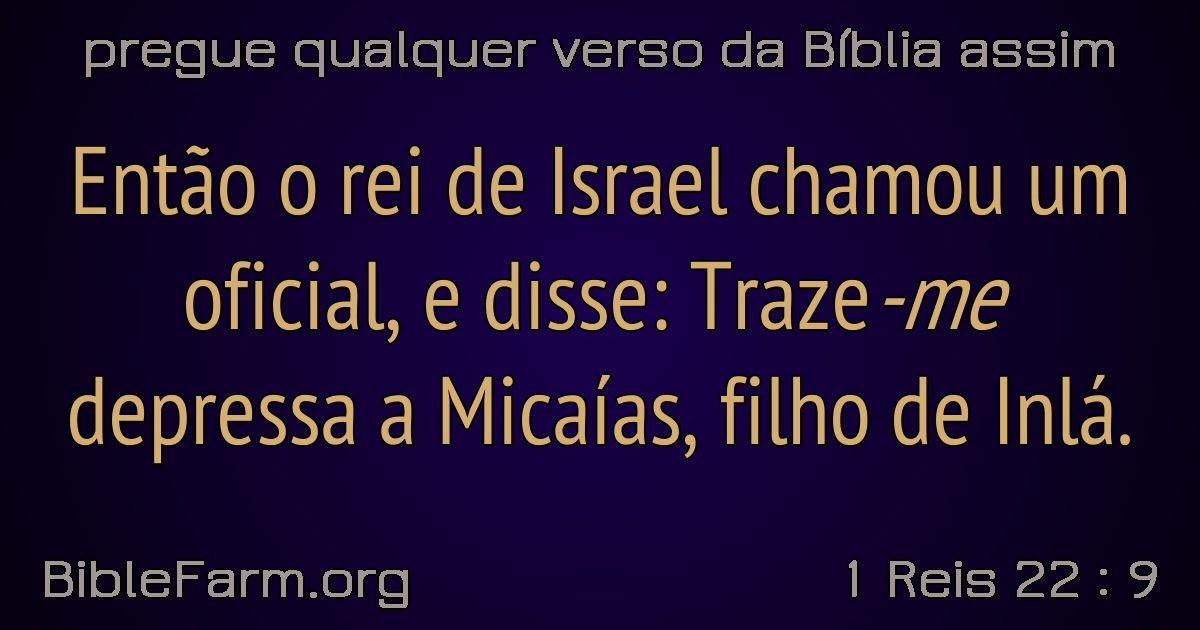 pregue qualquer verso da Bíblia assim
Então o rei de Israel chamou um
oficial, e disse: Traze-me
depressa a Micaías, filho de Inlá.
BibleFarm.org
1 Reis 22 : 9